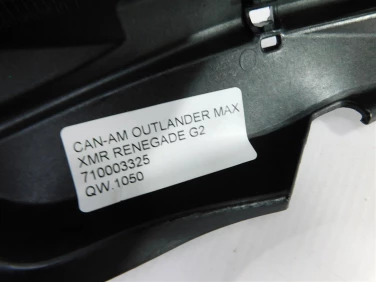 CAN-AM OUTLANDER MAX
XMR RENEGADE G2
710003325
QW.1050